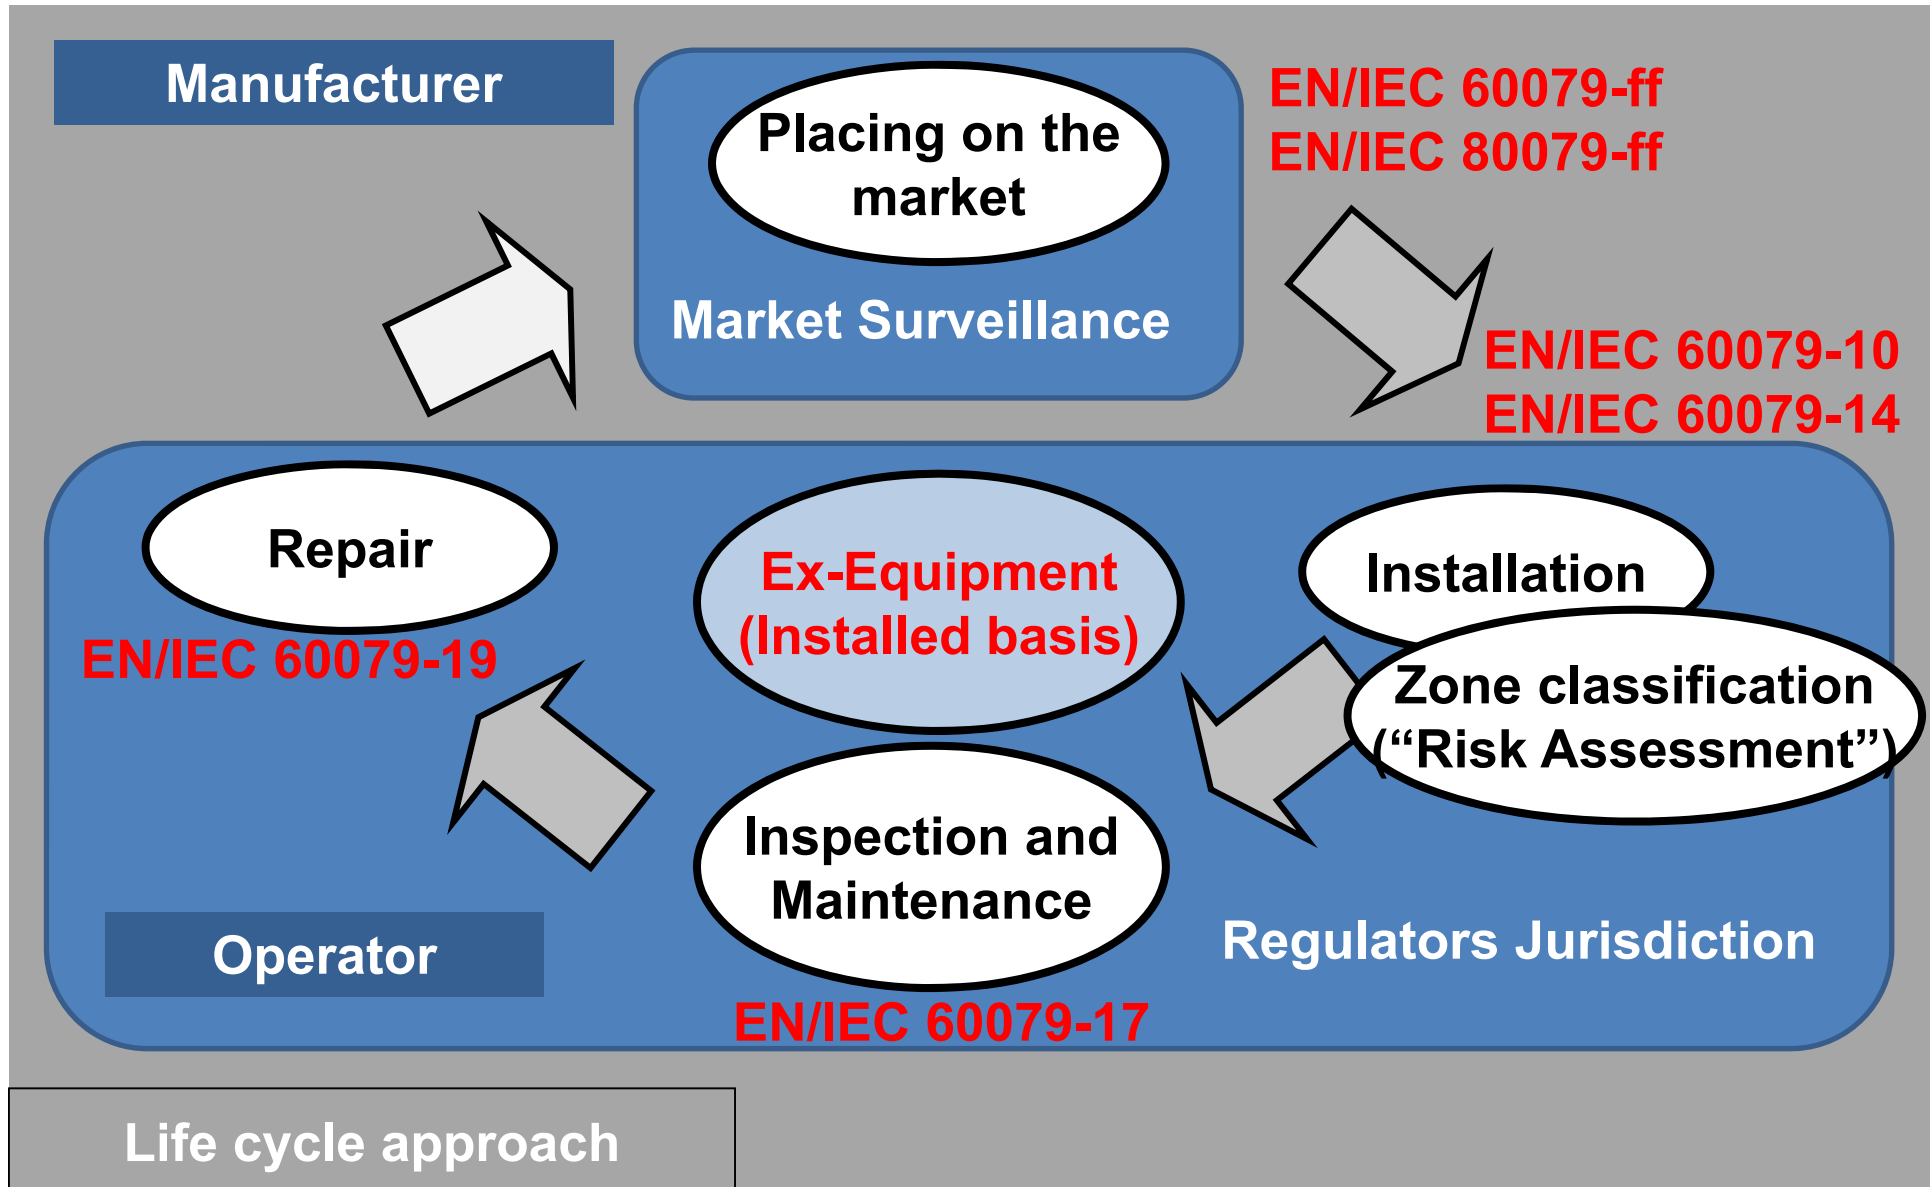 Manufacturer
Placing on the
market
Market Surveillance
EN/IEC 60079-ff
EN/IEC 80079-ff
EN/IEC 60079-10
EN/IEC 60079-14
Repair
EN/IEC 60079-19
Ex-Equipment
(Installed basis)
Installation
Zone classification
(“Risk Assessment”)
Inspection and
Maintenance
EN/IEC 60079-17
Operator
Regulators Jurisdiction
Life cycle approach